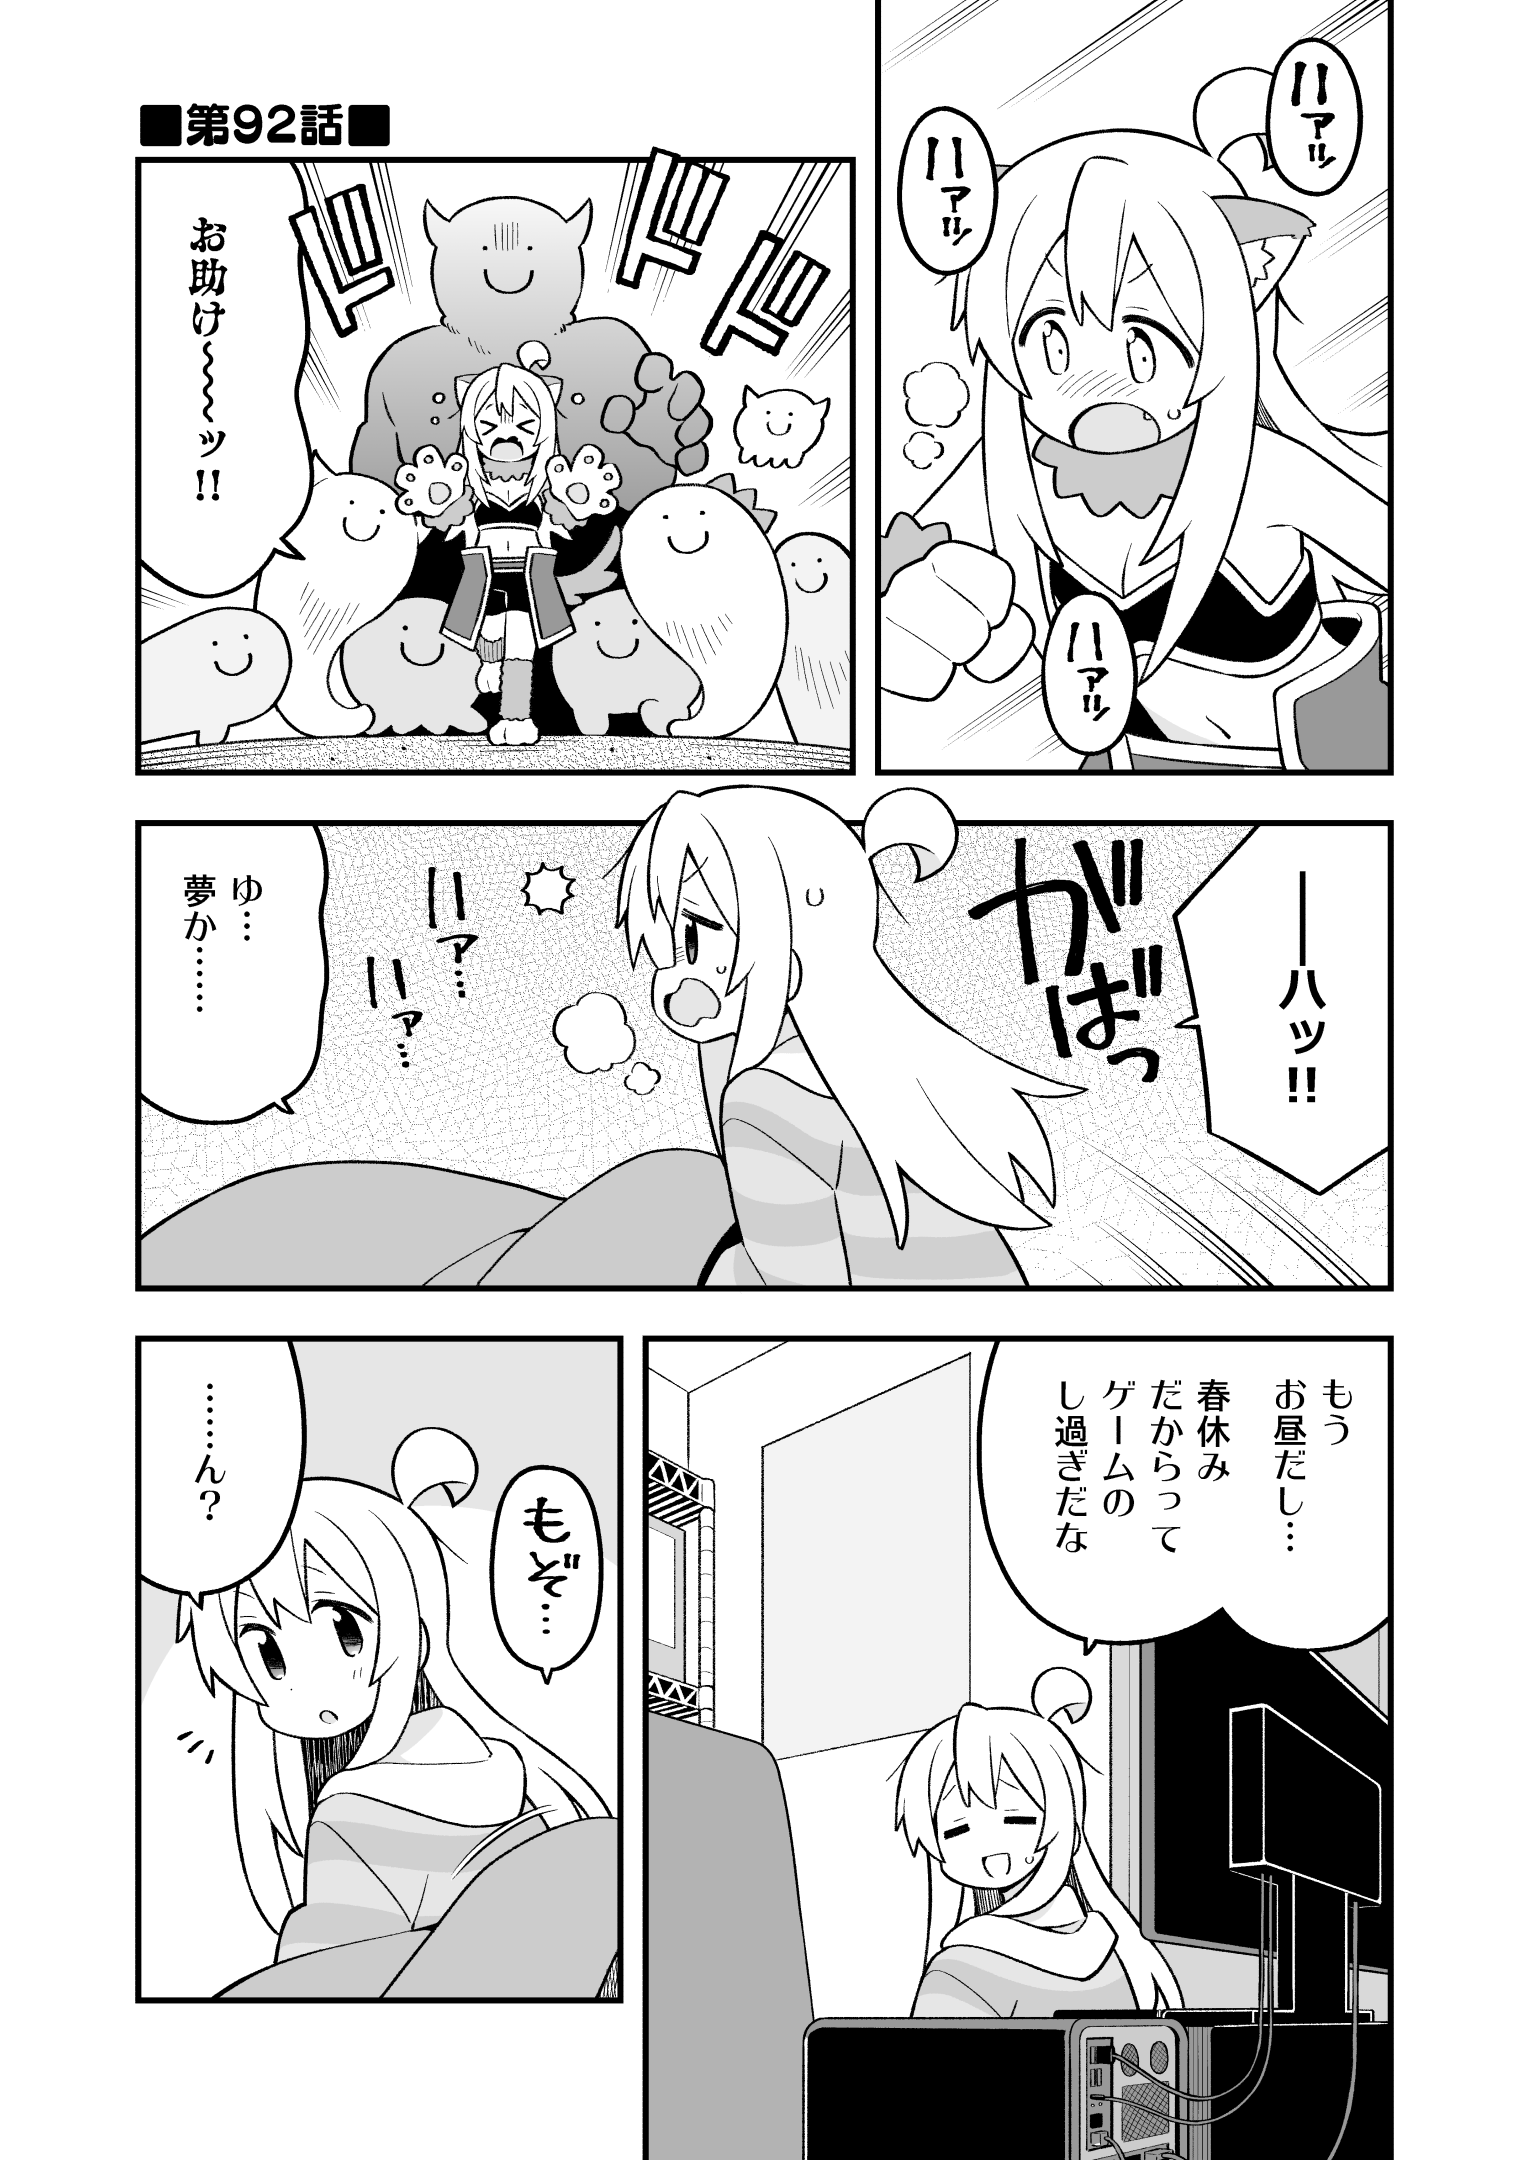 ■第92話■
ハァッ
ハァッ
ハァッ
ドド
ドド
ドド
お助け〜〜〜ッ!!
――ハッ!!
がばっ
ハァ…
ハァ…
ゆ…
夢か……
もう
お昼だし…
春休み
だからって
ゲームの
し過ぎだな
もぞ…
……ん?